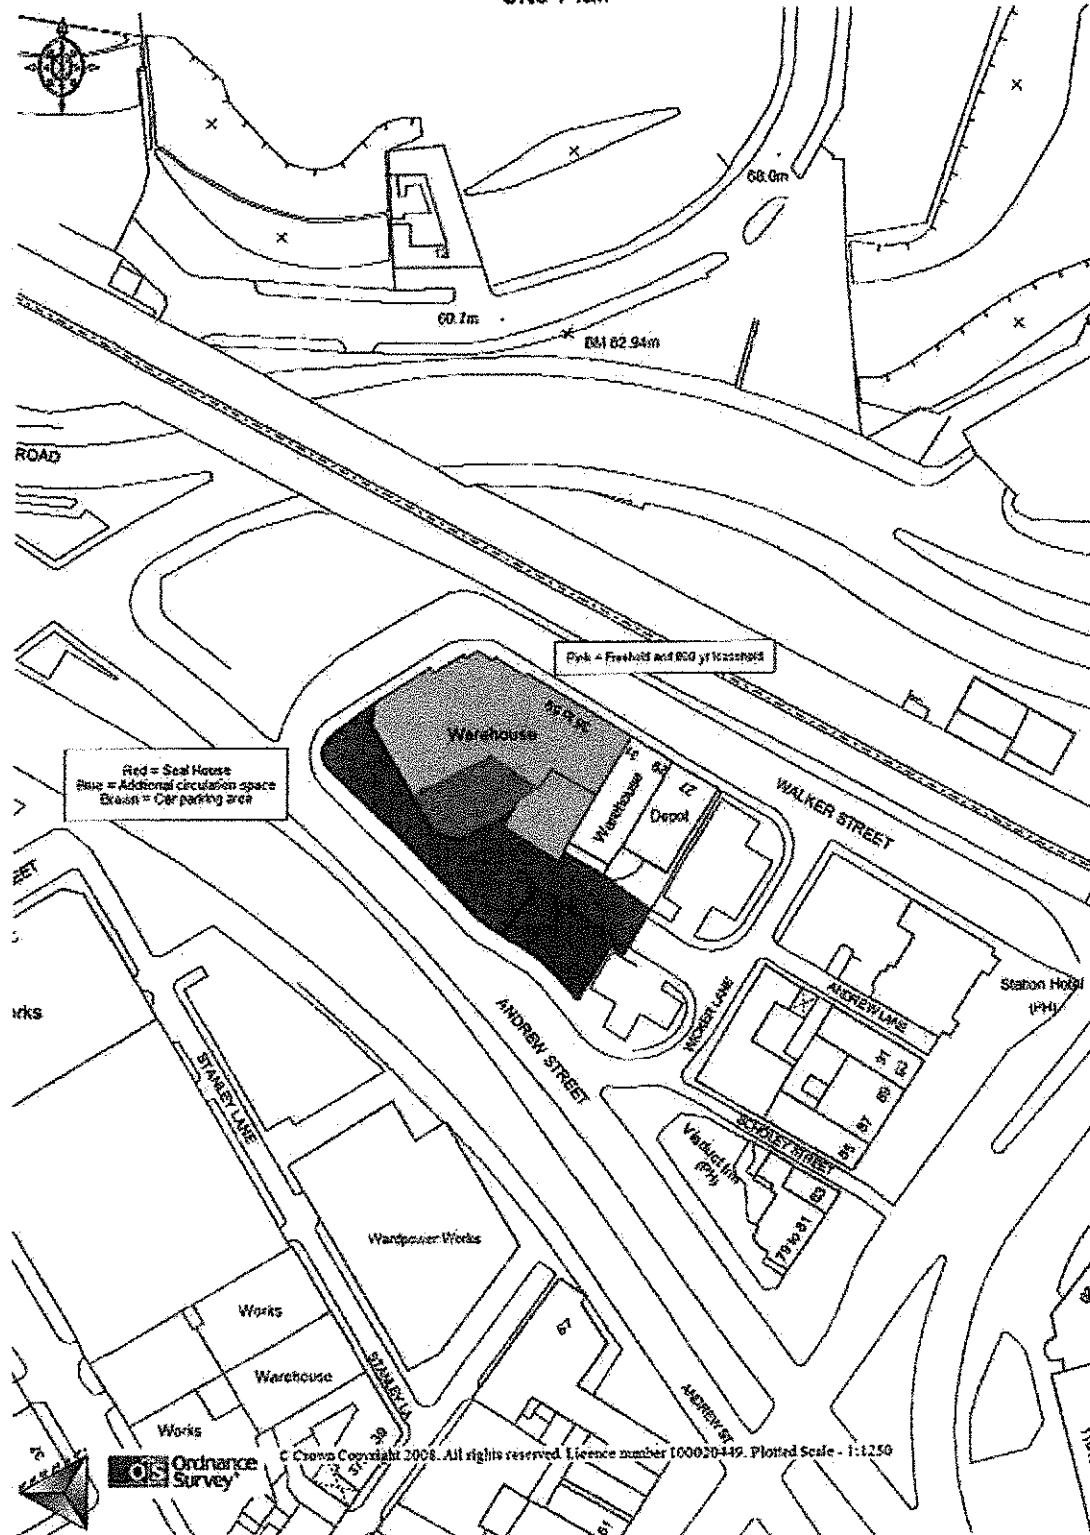 Site Plan
68.0m
60.7m
BM 62.94m
ROAD
Pink = Freehold and 800 yr leasehold
Warehouse
Red = Seal House
Blue = Additional circulation space
Brown = Car parking area
Warehouse
Depot
27
WALKER STREET
Station Hotel
(PH)
ANDREW LANE
WICKER LANE
ANDREW STREET
STANLEY LANE
SCHOLEY STREET
Viaduct Inn
(PH)
91
89
87
85
83
79 to 81
Wardpower Works
Works
Warehouse
Works
STANLEY LA
ANDREW ST
61
Ordnance
Survey
© Crown Copyright 2008. All rights reserved. Licence number 100020449. Plotted Scale - 1:1250